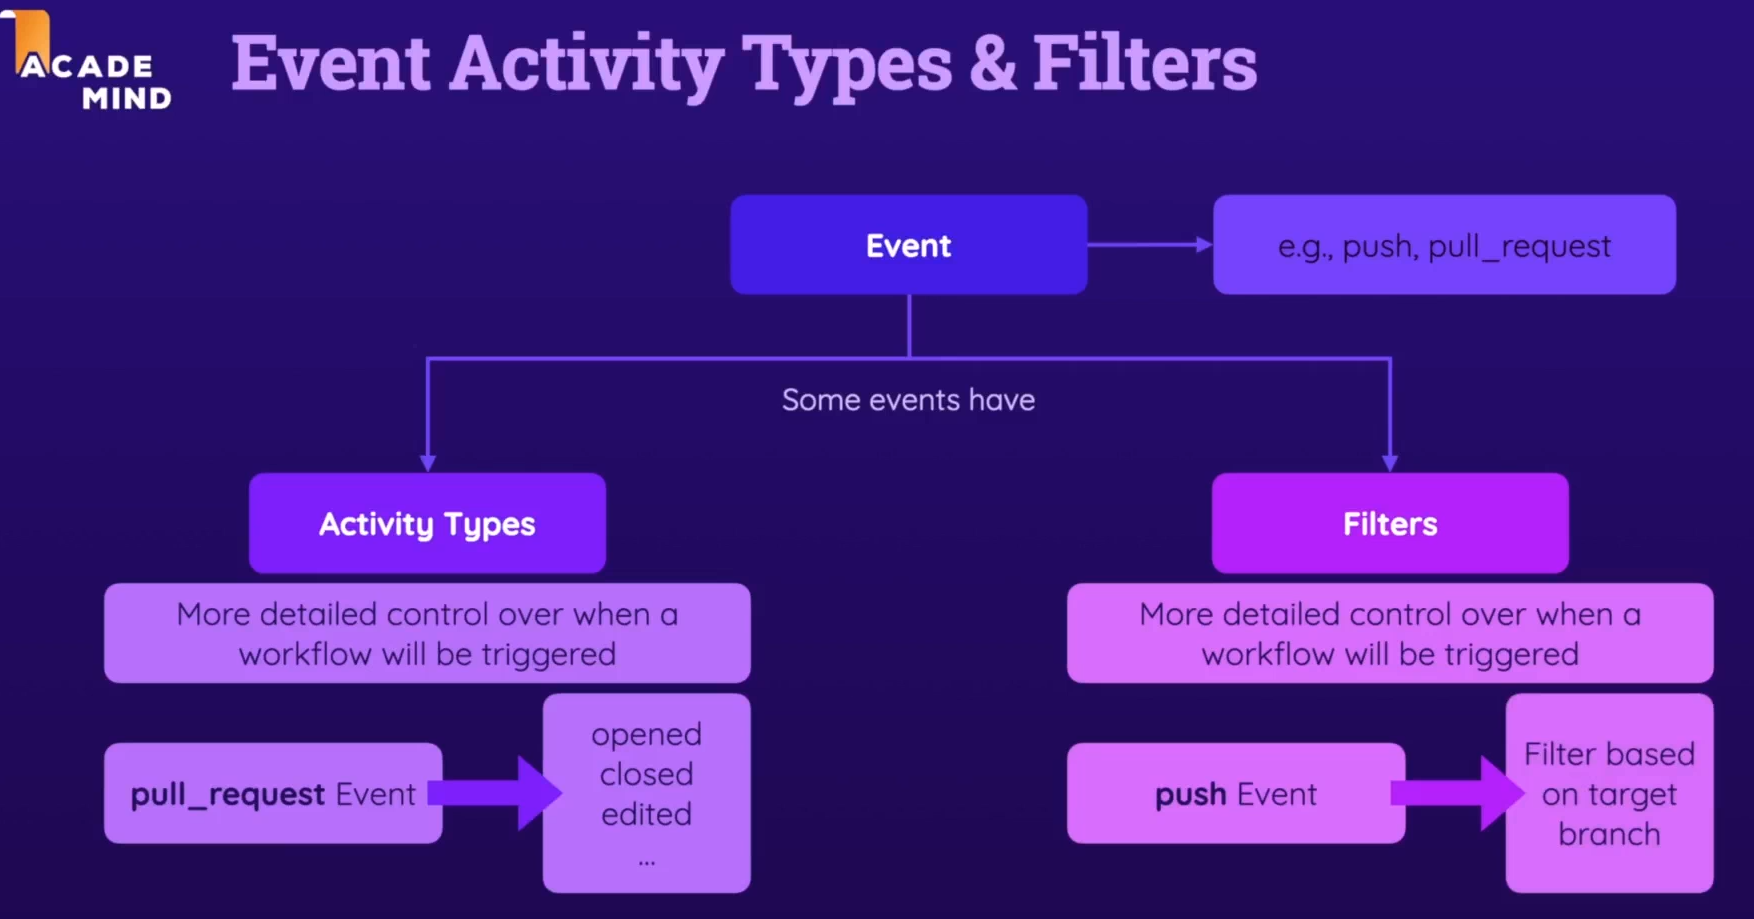 ACADE
MIND
Event Activity Types & Filters
Event
e.g., push, pull_request
Some events have
Activity Types
More detailed control over when a
workflow will be triggered
pull_request Event
opened
closed
edited
...
Filters
More detailed control over when a
workflow will be triggered
push Event
Filter based
on target
branch